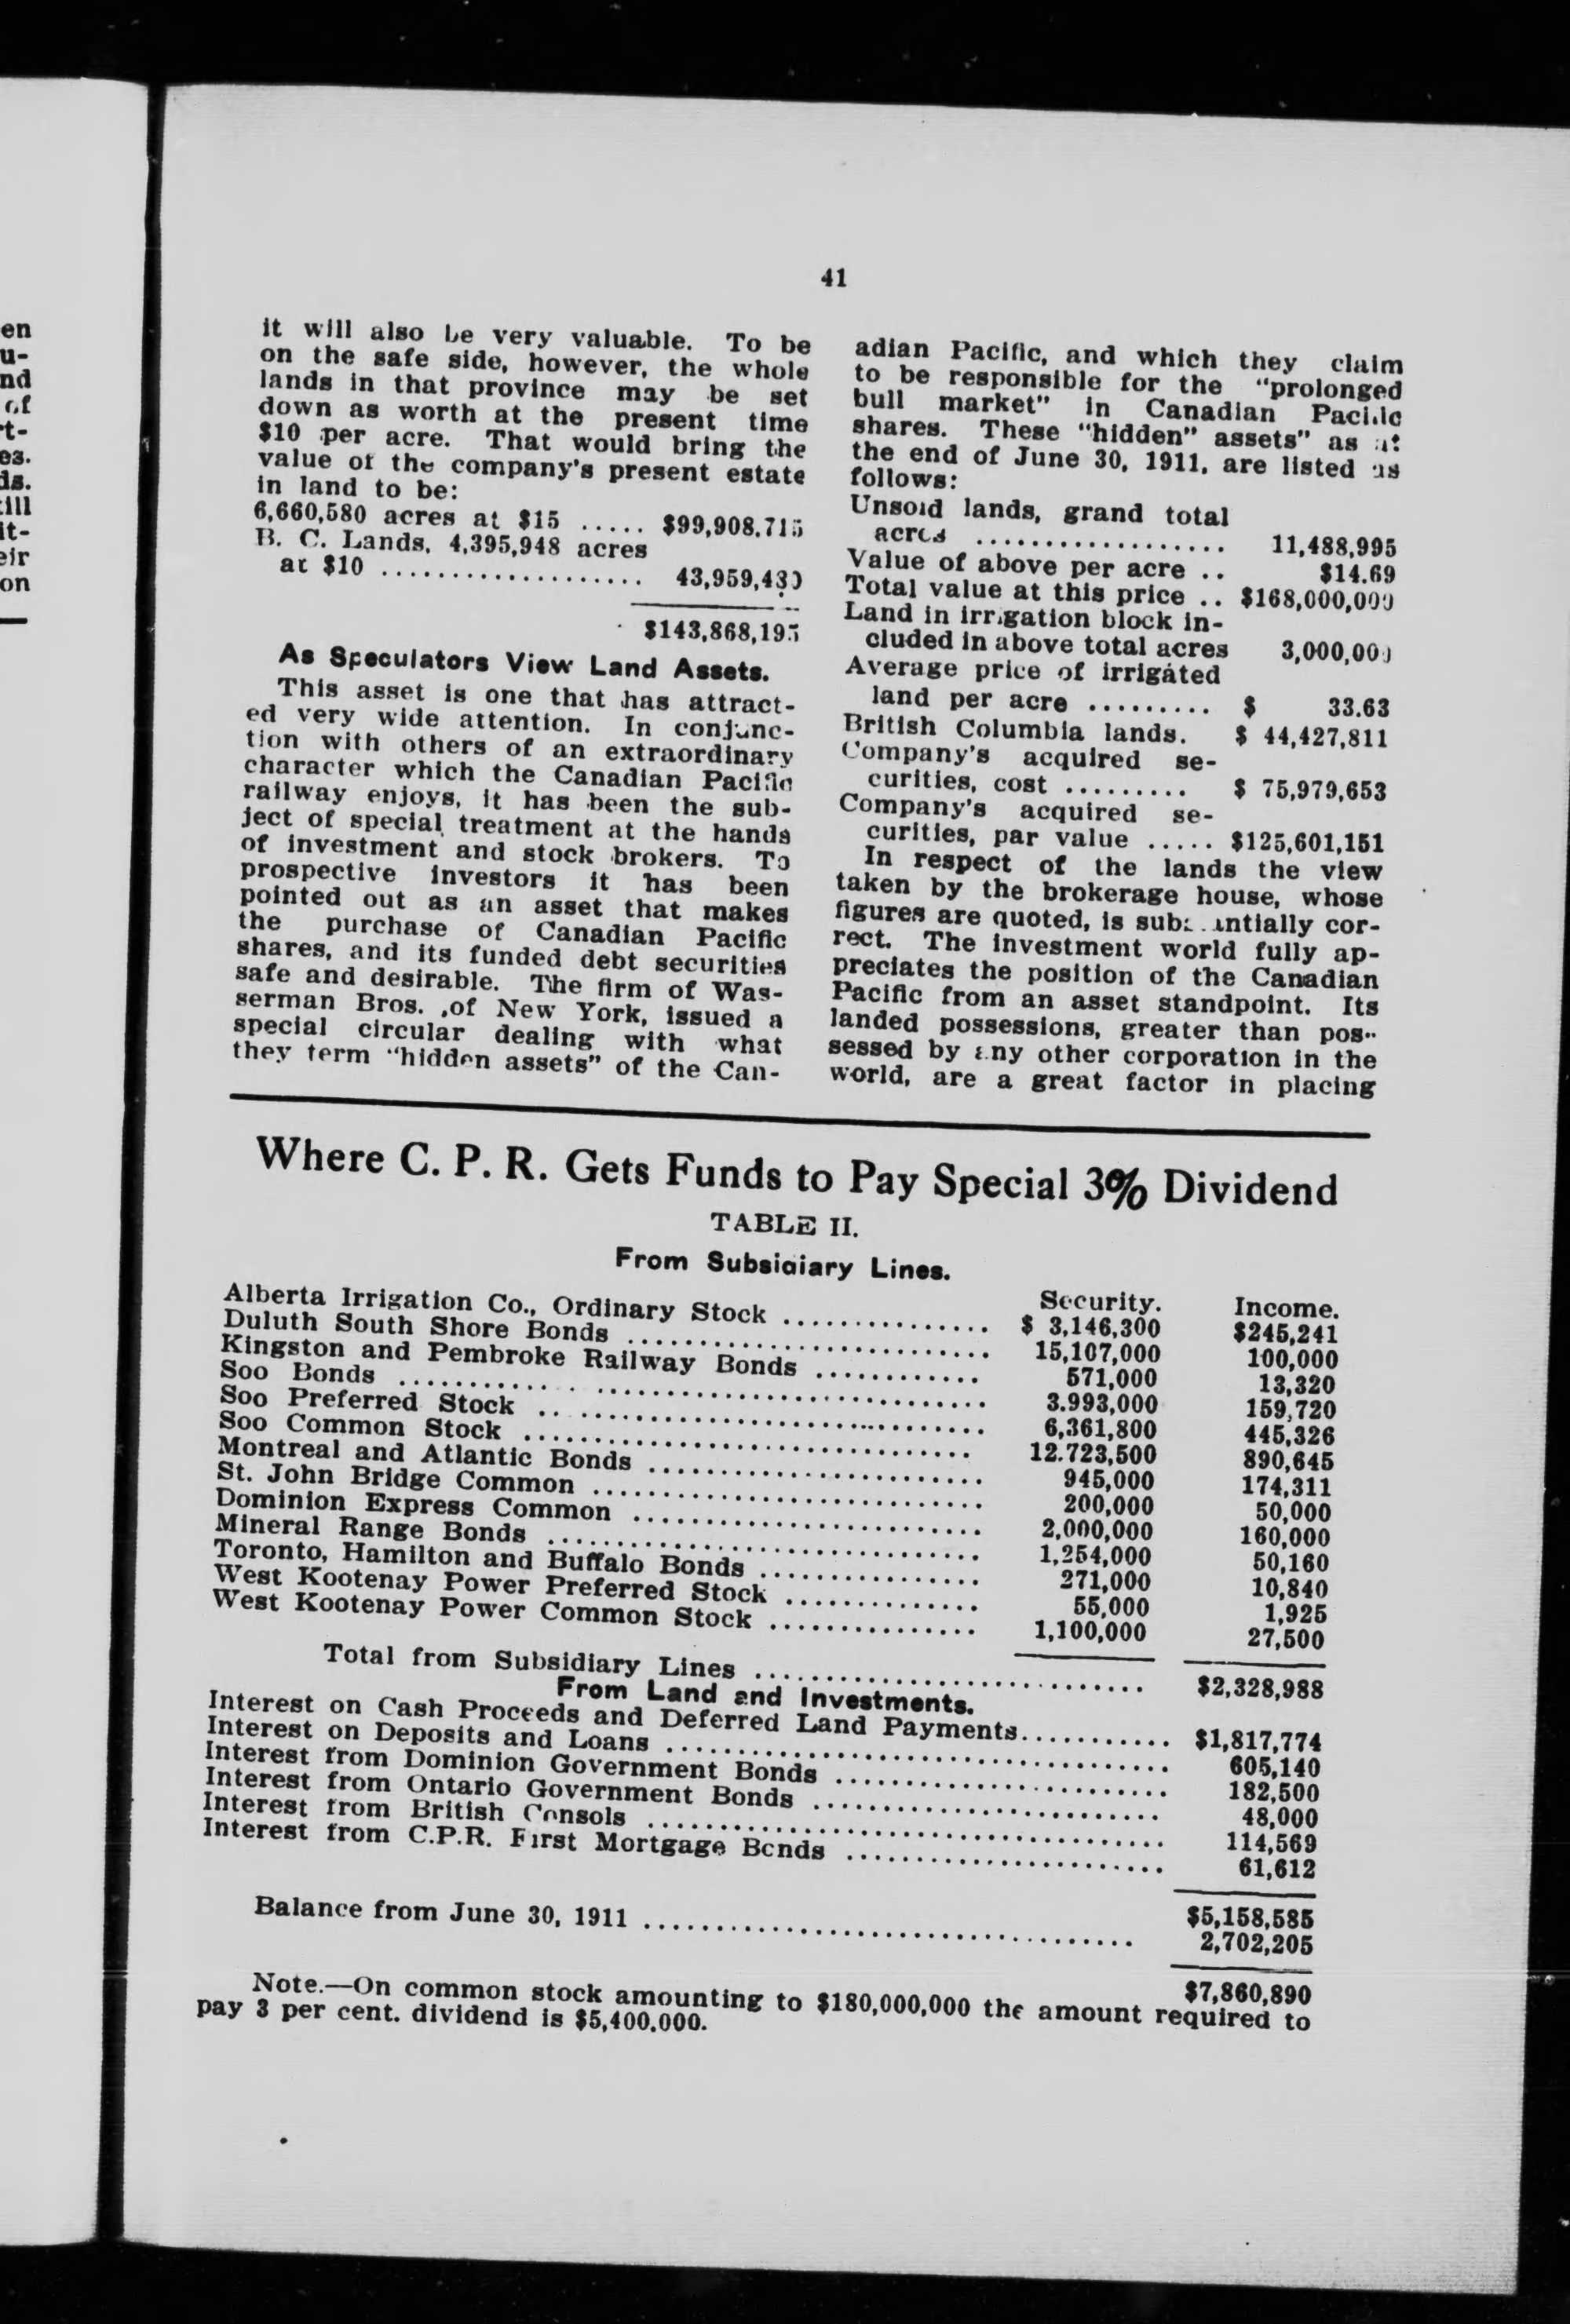 41
en
u-
nd
of
t-
es.
ds.
till
it-
eir
on
it will also be very valuable. To be
on the safe side, however, the whole
lands in that province may be set
down as worth at the present time
$10 per acre. That would bring the
value of the company's present estate
in land to be:
6,660,580 acres at $15 ..... $99,908,715
B. C. Lands, 4,395,948 acres
at $10 ................... 43,959,480
$143,868,195
As Speculators View Land Assets.
This asset is one that has attract-
ed very wide attention. In conjunc-
tion with others of an extraordinary
character which the Canadian Pacific
railway enjoys, it has been the sub-
ject of special treatment at the hands
of investment and stock brokers. To
prospective investors it has been
pointed out as an asset that makes
the purchase of Canadian Pacific
shares, and its funded debt securities
safe and desirable. The firm of Was-
serman Bros. of New York, issued a
special circular dealing with what
they term "hidden assets" of the Can-
adian Pacific, and which they claim
to be responsible for the "prolonged
bull market" in Canadian Pacific
shares. These "hidden" assets" as at
the end of June 30, 1911, are listed as
follows:
Unsold lands, grand total
acres .................. 11,488,995
Value of above per acre .. $14.69
Total value at this price .. $168,000,000
Land in irrigation block in-
cluded in above total acres 3,000,000
Average price of irrigated
land per acre ......... $ 33.63
British Columbia lands. $ 44,427,811
Company's acquired se-
curities, cost ......... $ 75,979,653
Company's acquired se-
curities, par value ..... $125,601,151
In respect of the lands the view
taken by the brokerage house, whose
figures are quoted, is substantially cor-
rect. The investment world fully ap-
preciates the position of the Canadian
Pacific from an asset standpoint. Its
landed possessions, greater than pos-
sessed by any other corporation in the
world, are a great factor in placing
Where C. P. R. Gets Funds to Pay Special 3% Dividend
TABLE II.
From Subsidiary Lines.
Security. Income.
Alberta Irrigation Co., Ordinary Stock ............... $ 3,146,300 $245,241
Duluth South Shore Bonds .......................... 15,107,000 100,000
Kingston and Pembroke Railway Bonds ............ 571,000 13,320
Soo Bonds ........................................ 3.993,000 159,720
Soo Preferred Stock ................................ 6,361,800 445,326
Soo Common Stock ................................ 12.723,500 890,645
Montreal and Atlantic Bonds ........................ 945,000 174,311
St. John Bridge Common ............................ 200,000 50,000
Dominion Express Common ......................... 2,000,000 160,000
Mineral Range Bonds ............................... 1,254,000 50,160
Toronto, Hamilton and Buffalo Bonds ................ 271,000 10,840
West Kootenay Power Preferred Stock .............. 55,000 1,925
West Kootenay Power Common Stock ............... 1,100,000 27,500
Total from Subsidiary Lines ............................ $2,328,988
From Land and Investments.
Interest on Cash Proceeds and Deferred Land Payments........... $1,817,774
Interest on Deposits and Loans .................................... 605,140
Interest from Dominion Government Bonds ........................ 182,500
Interest from Ontario Government Bonds ......................... 48,000
Interest from British Consols ..................................... 114,569
Interest from C.P.R. First Mortgage Bonds ....................... 61,612
$5,158,585
Balance from June 30, 1911 ................................... 2,702,205
$7,860,890
Note.—On common stock amounting to $180,000,000 the amount required to
pay 3 per cent. dividend is $5,400.000.